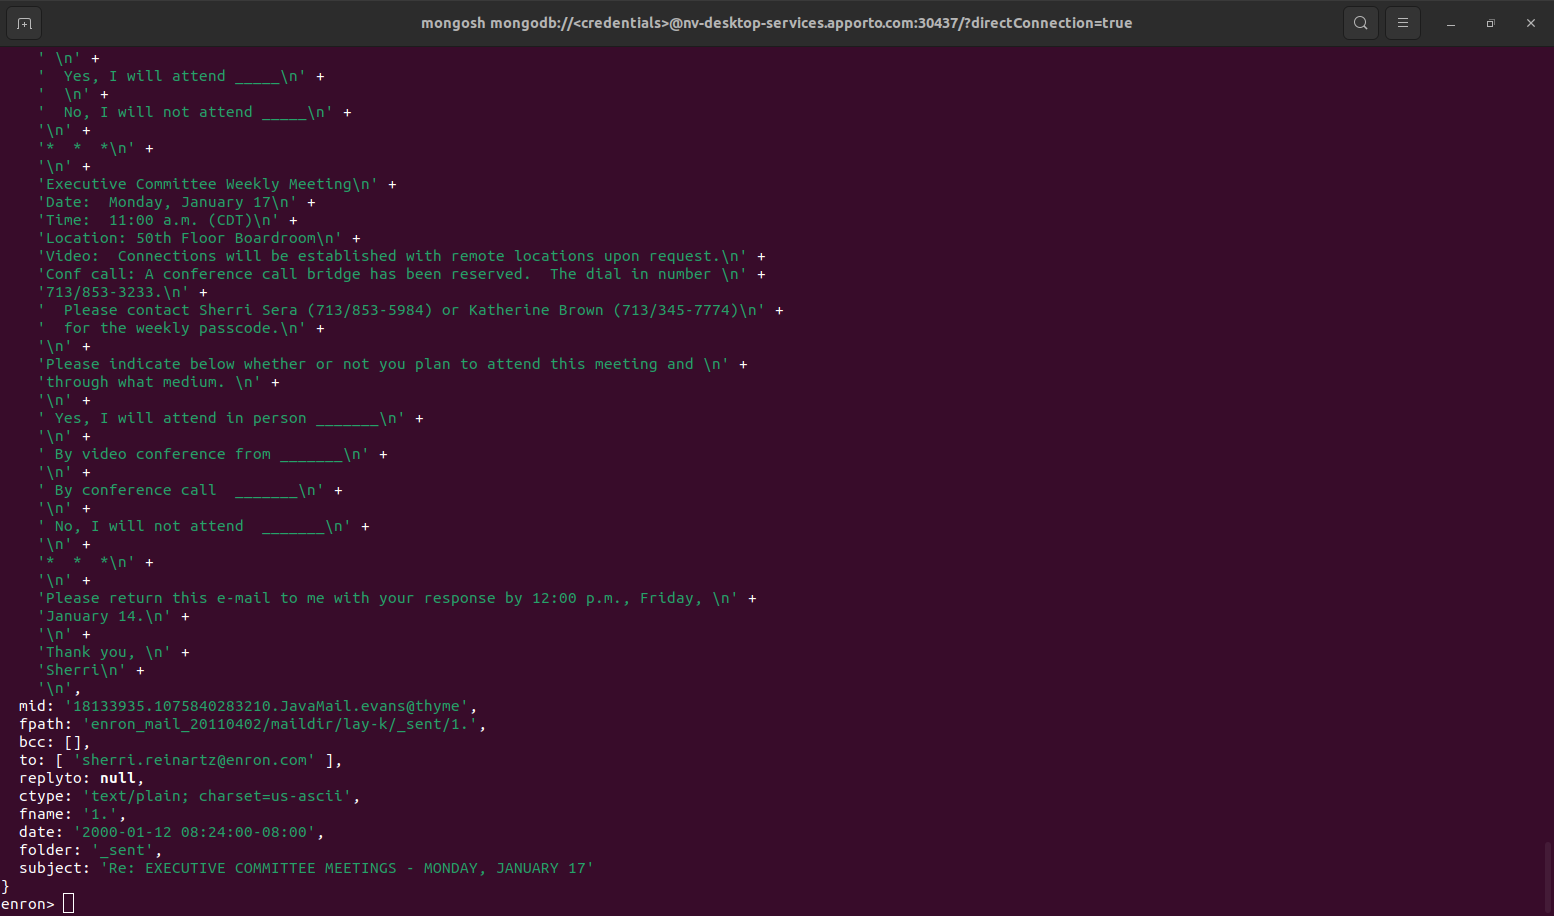 mongosh mongodb://<credentials>@nv-desktop-services.apporto.com:30437/?directConnection=true
' \n' +
'  Yes, I will attend _____\n' +
'  \n' +
'  No, I will not attend _____\n' +
'\n' +
'*  *  *\n' +
'\n' +
'Executive Committee Weekly Meeting\n' +
'Date:  Monday, January 17\n' +
'Time:  11:00 a.m. (CDT)\n' +
'Location: 50th Floor Boardroom\n' +
'Video:  Connections will be established with remote locations upon request.\n' +
'Conf call: A conference call bridge has been reserved.  The dial in number \n' +
'713/853-3233.\n' +
'  Please contact Sherri Sera (713/853-5984) or Katherine Brown (713/345-7774)\n' +
'  for the weekly passcode.\n' +
'\n' +
'Please indicate below whether or not you plan to attend this meeting and \n' +
'through what medium. \n' +
'\n' +
' Yes, I will attend in person _______\n' +
'\n' +
' By video conference from _______\n' +
'\n' +
' By conference call  _______\n' +
'\n' +
' No, I will not attend  _______\n' +
'\n' +
'*  *  *\n' +
'\n' +
'Please return this e-mail to me with your response by 12:00 p.m., Friday, \n' +
'January 14.\n' +
'\n' +
'Thank you, \n' +
'Sherri\n' +
'\n',
mid: '18133935.1075840283210.JavaMail.evans@thyme',
fpath: 'enron_mail_20110402/maildir/lay-k/_sent/1.',
bcc: [],
to: [ 'sherri.reinartz@enron.com' ],
replyto: null,
ctype: 'text/plain; charset=us-ascii',
fname: '1.',
date: '2000-01-12 08:24:00-08:00',
folder: '_sent',
subject: 'Re: EXECUTIVE COMMITTEE MEETINGS - MONDAY, JANUARY 17'
}
enron>